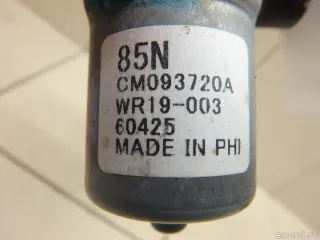 85N
CM093720A
WR19-003
60425
MADE IN PHI